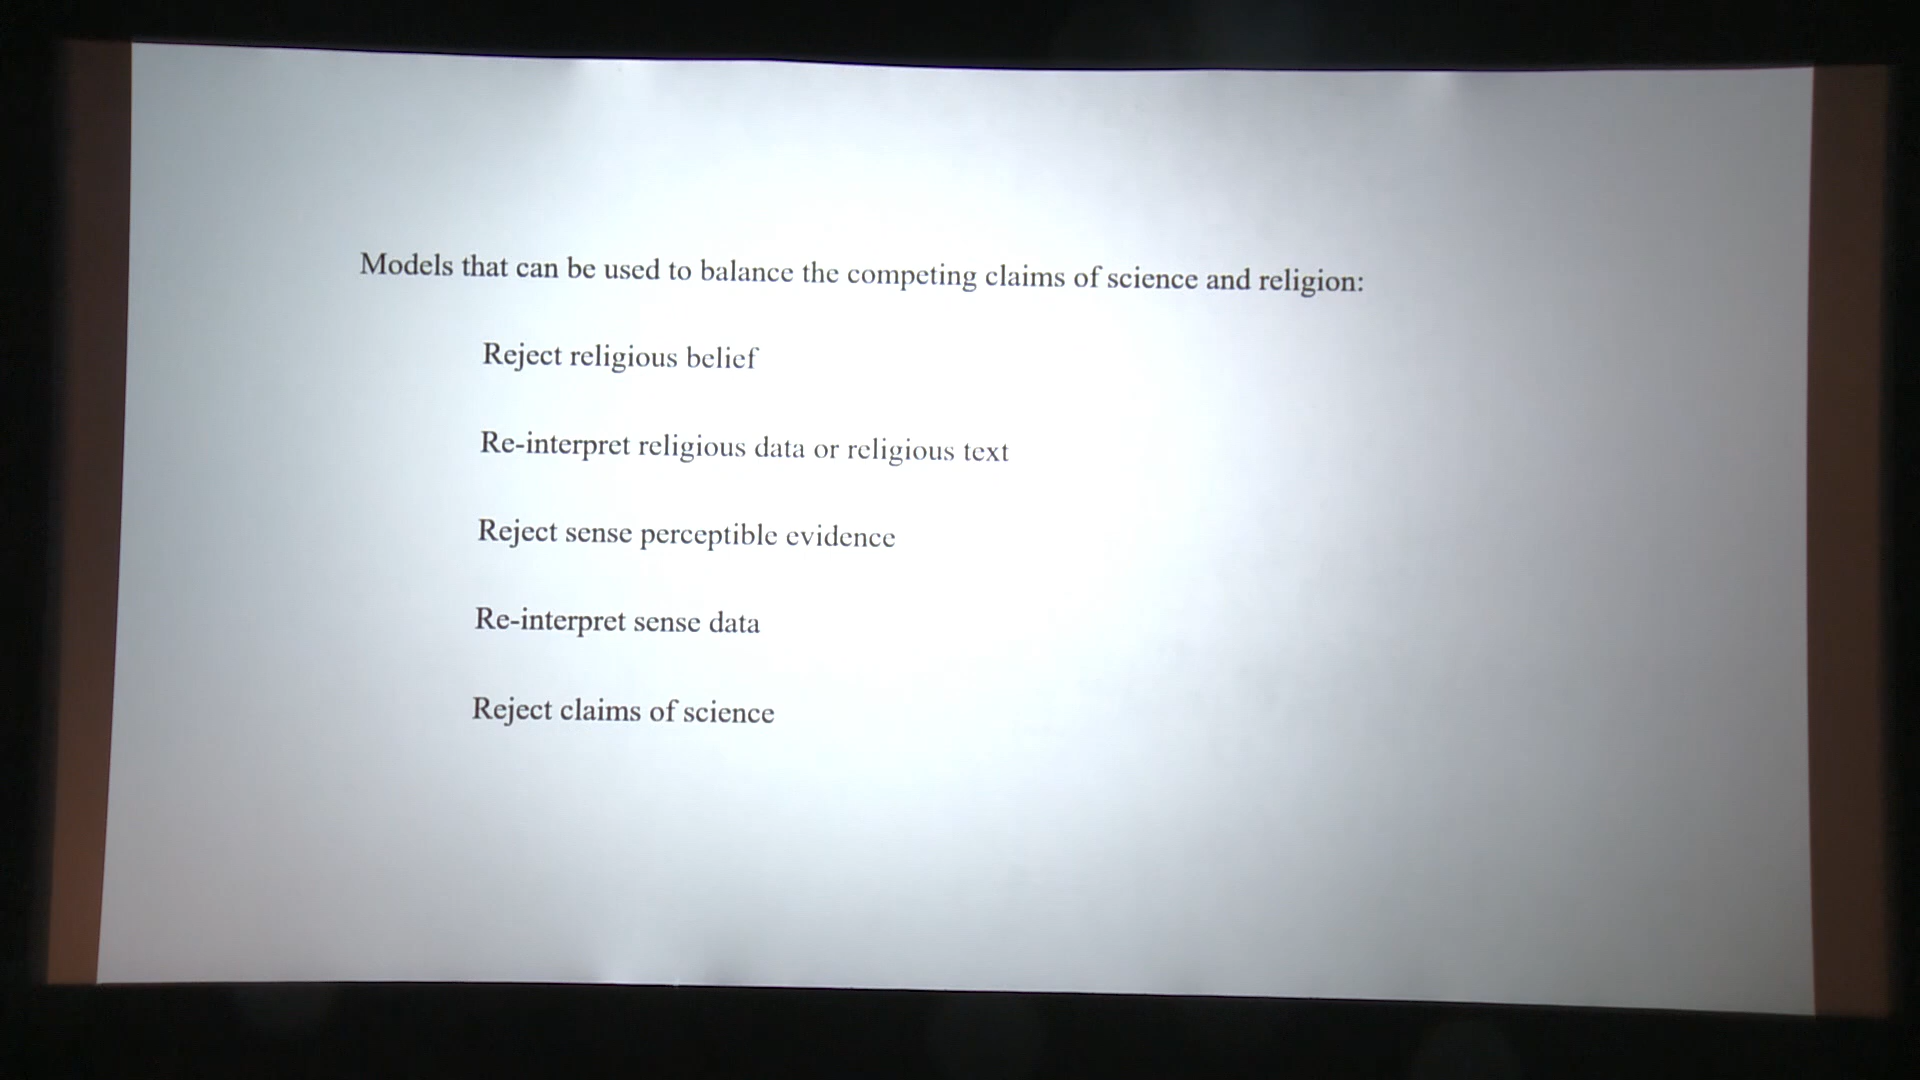 Models that can be used to balance the competing claims of science and religion:
Reject religious belief
Re-interpret religious data or religious text
Reject sense perceptible evidence
Re-interpret sense data
Reject claims of science